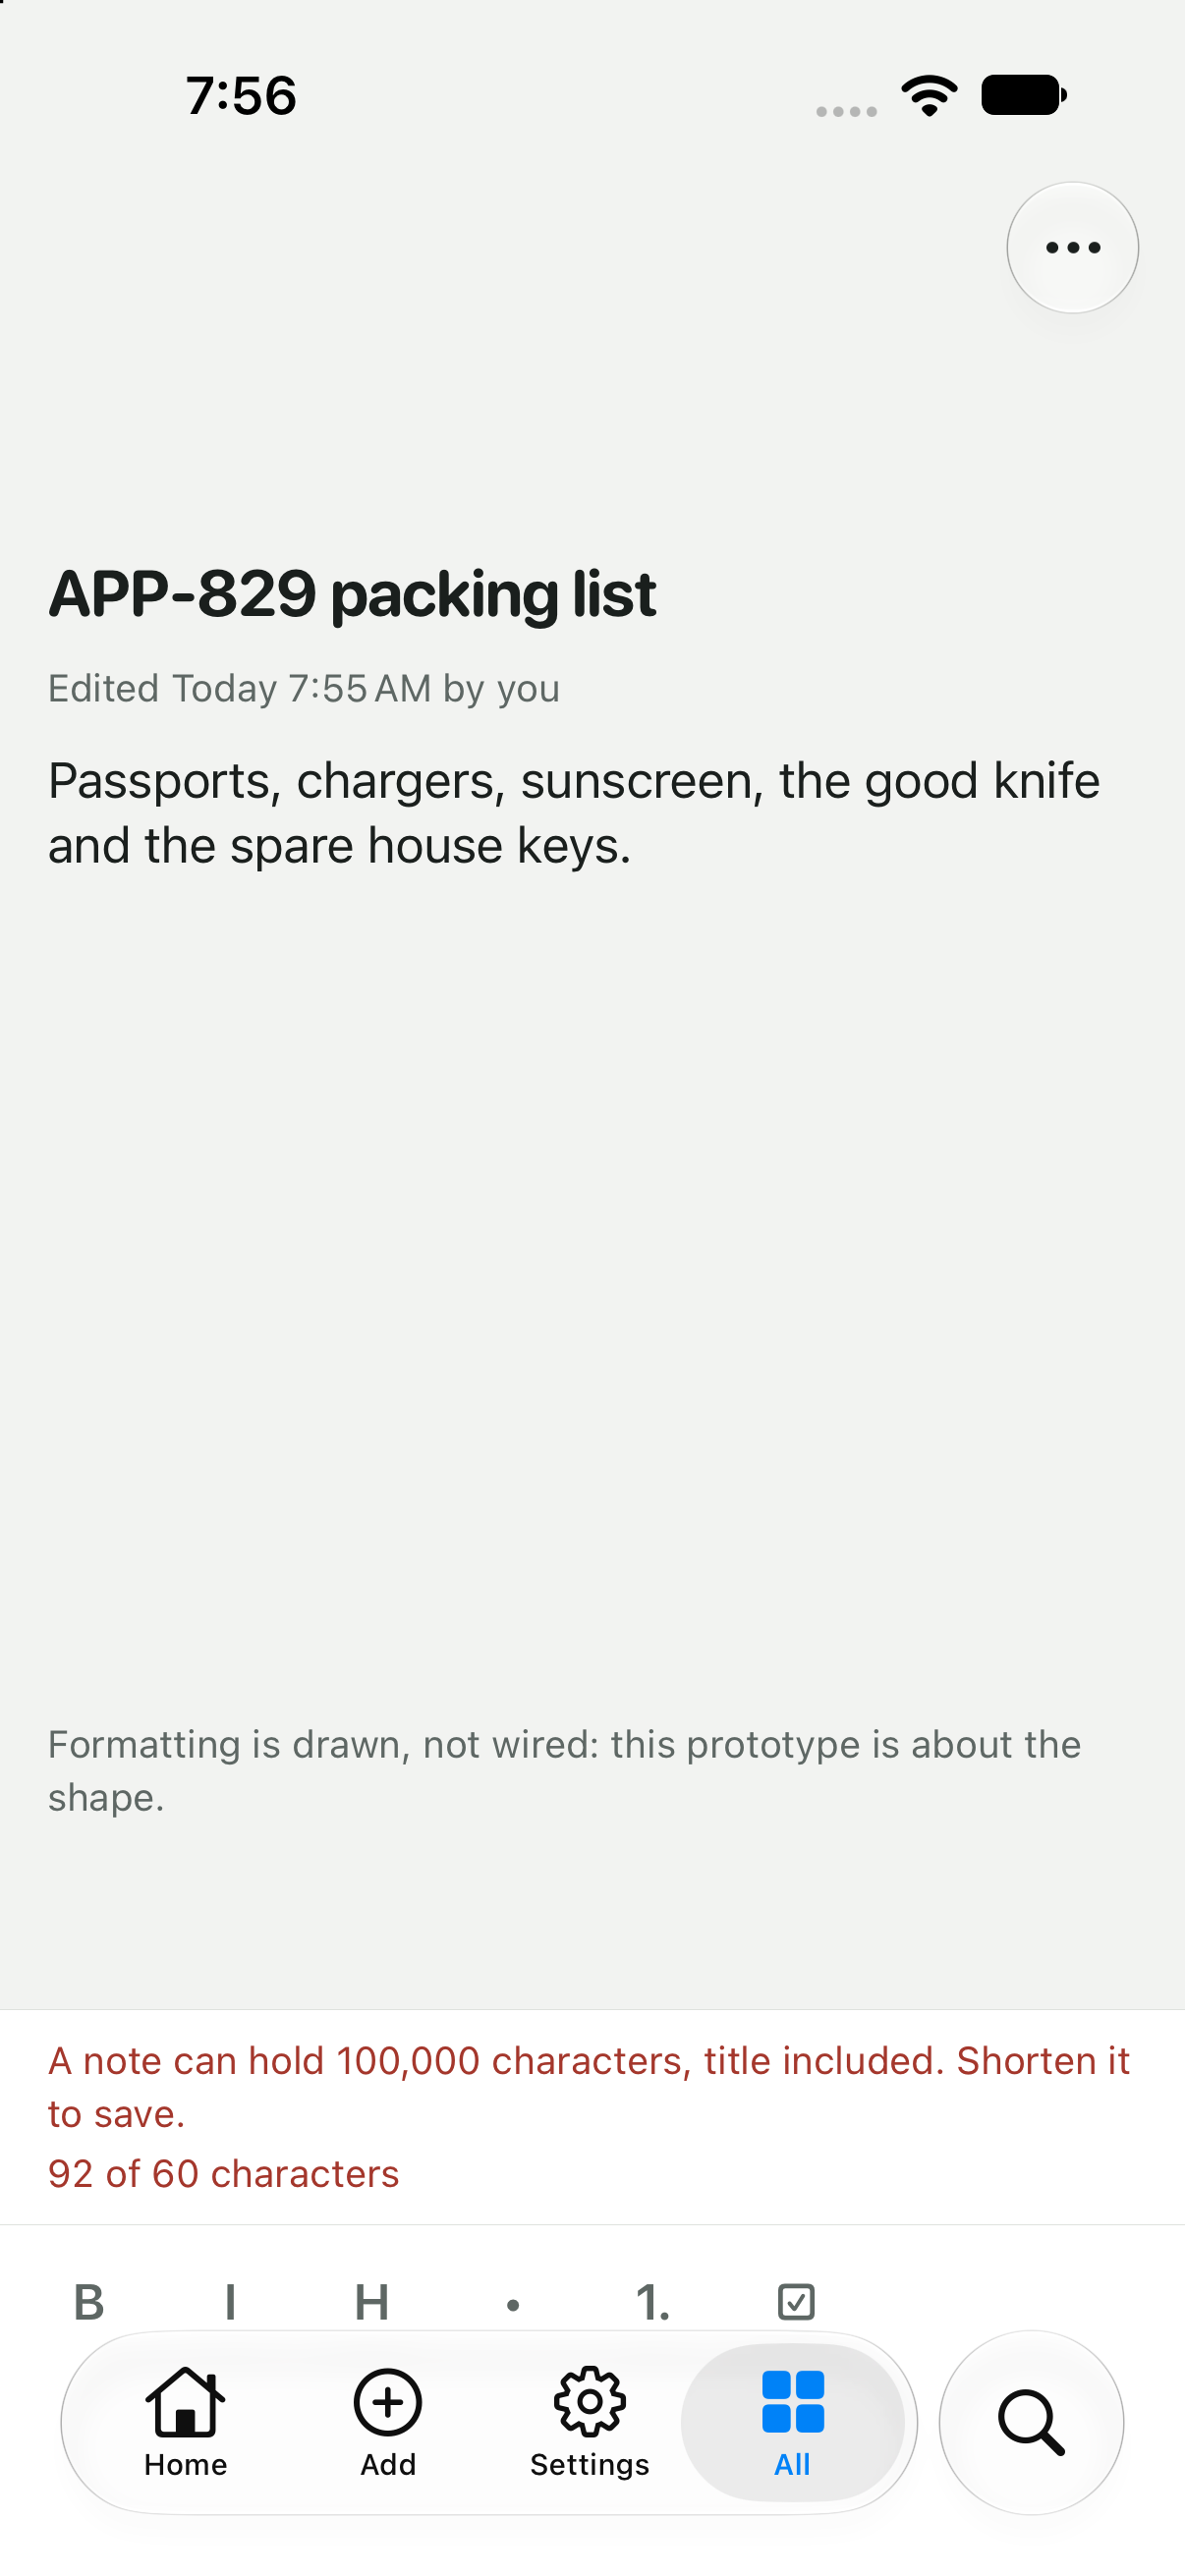 7:56
APP-829 packing list
Edited Today 7:55 AM by you
Passports, chargers, sunscreen, the good knife
and the spare house keys.
Formatting is drawn, not wired: this prototype is about the
shape.
A note can hold 100,000 characters, title included. Shorten it
to save.
92 of 60 characters
B I H • 1.
Home Add Settings All